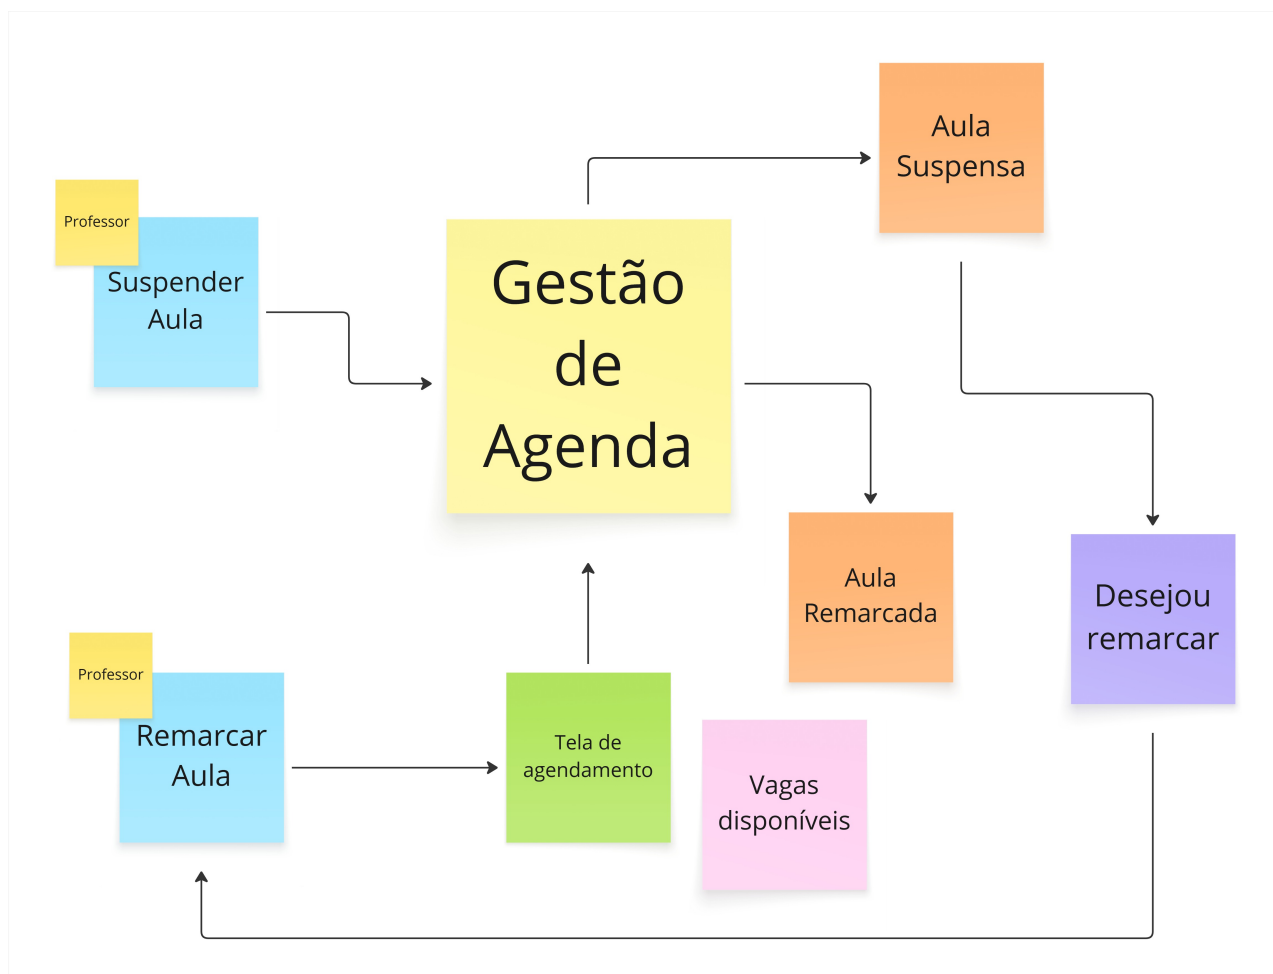 Aula
Suspensa
Professor
Suspender
Aula
Gestão
de
Agenda
Aula
Remarcada
Desejou
remarcar
Professor
Remarcar
Aula
Tela de
agendamento
Vagas
disponíveis